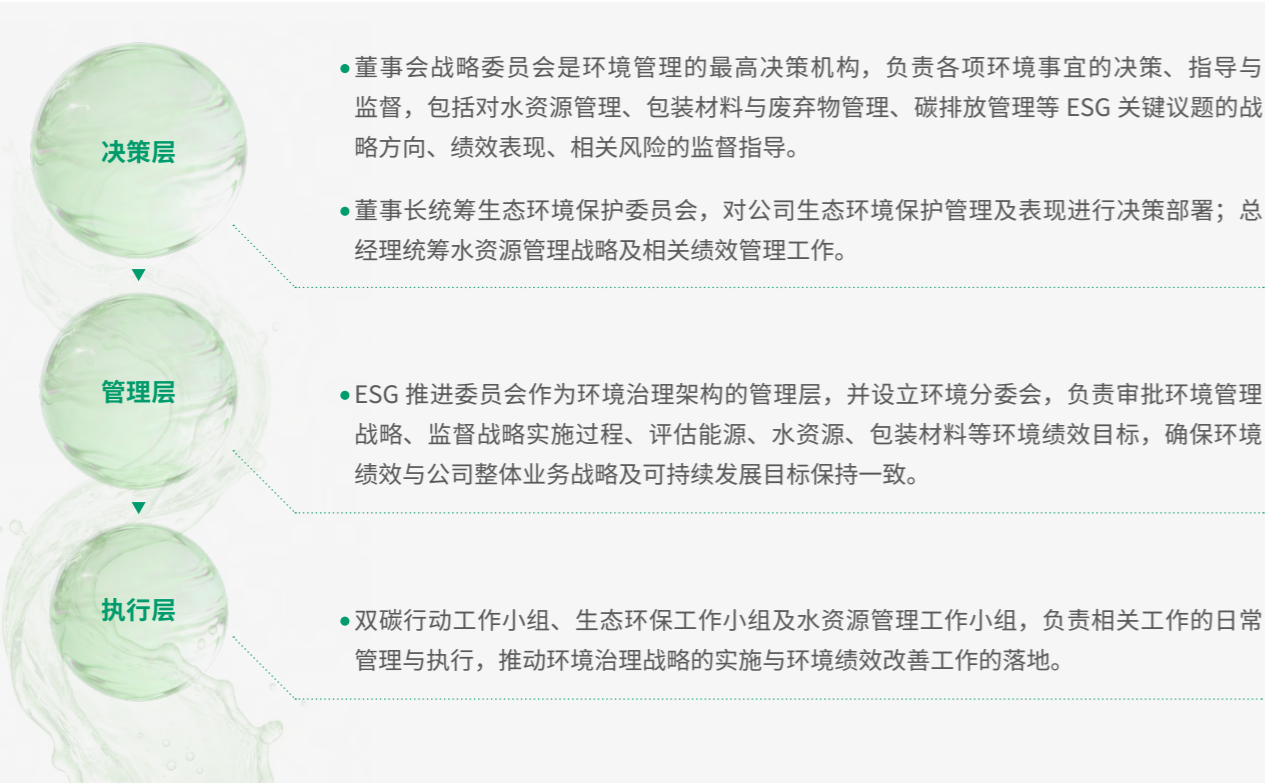 决策层
•董事会战略委员会是环境管理的最高决策机构，负责各项环境事宜的决策、指导与
监督，包括对水资源管理、包装材料与废弃物管理、碳排放管理等 ESG 关键议题的战
略方向、绩效表现、相关风险的监督指导。
•董事长统筹生态环境保护委员会，对公司生态环境保护管理及表现进行决策部署；总
经理统筹水资源管理战略及相关绩效管理工作。
管理层
•ESG 推进委员会作为环境治理架构的管理层，并设立环境分委会，负责审批环境管理
战略、监督战略实施过程、评估能源、水资源、包装材料等环境绩效目标，确保环境
绩效与公司整体业务战略及可持续发展目标保持一致。
执行层
•双碳行动工作小组、生态环保工作小组及水资源管理工作小组，负责相关工作的日常
管理与执行，推动环境治理战略的实施与环境绩效改善工作的落地。